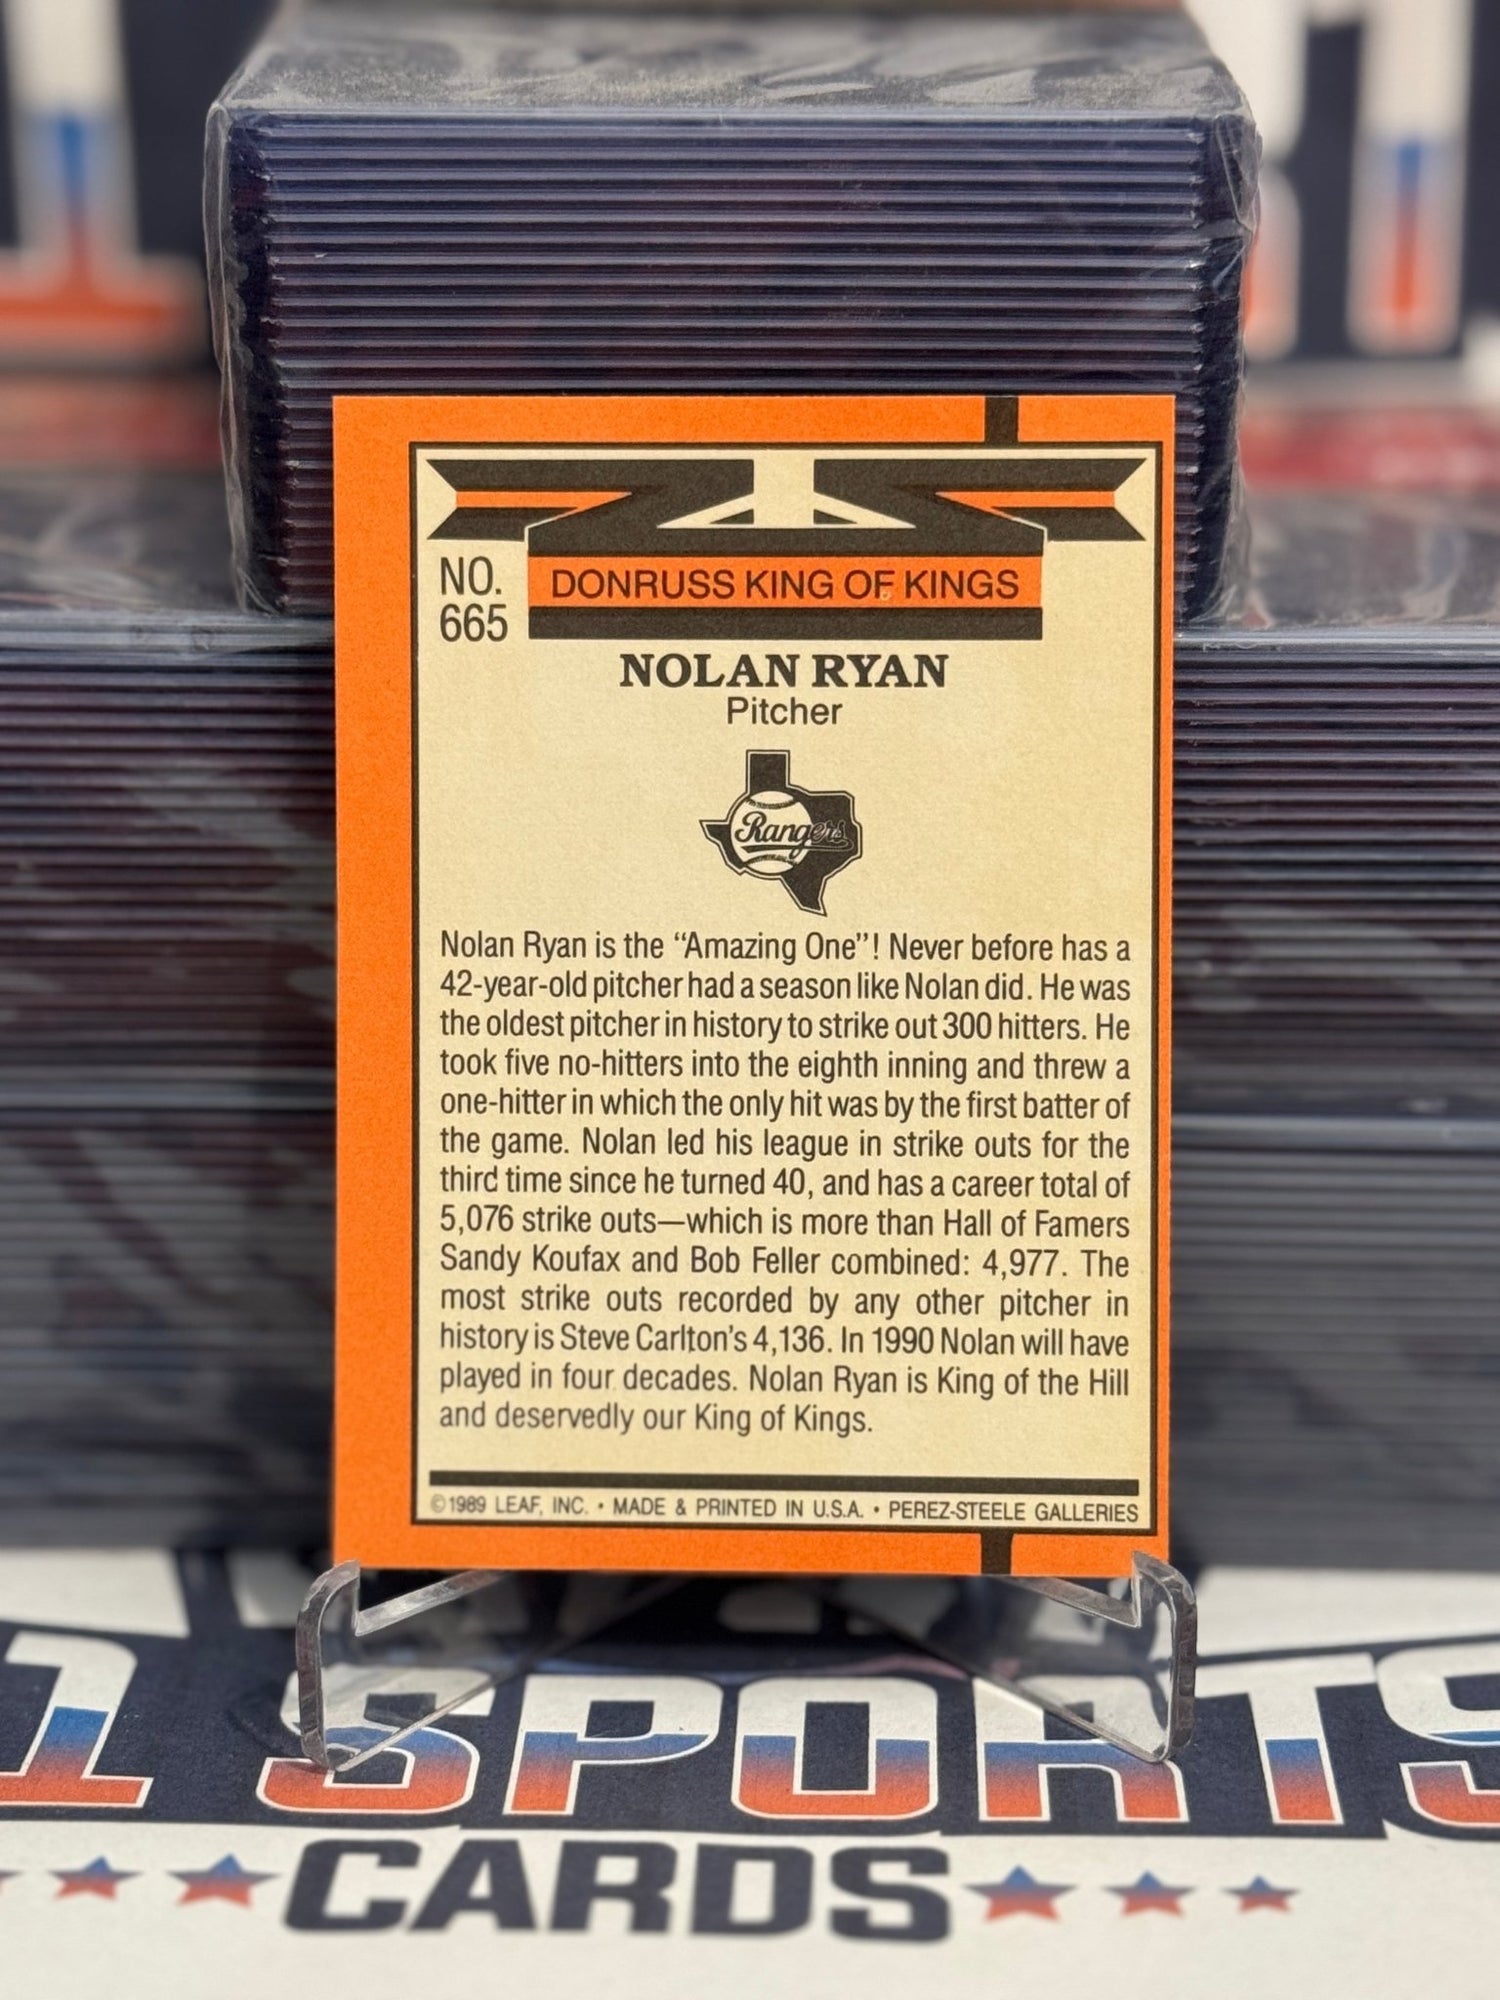 NO.
665
DONRUSS KING OF KINGS
NOLAN RYAN
Pitcher
Rangers
Nolan Ryan is the “Amazing One”! Never before has a
42-year-old pitcher had a season like Nolan did. He was
the oldest pitcher in history to strike out 300 hitters. He
took five no-hitters into the eighth inning and threw a
one-hitter in which the only hit was by the first batter of
the game. Nolan led his league in strike outs for the
third time since he turned 40, and has a career total of
5,076 strike outs—which is more than Hall of Famers
Sandy Koufax and Bob Feller combined: 4,977. The
most strike outs recorded by any other pitcher in
history is Steve Carlton's 4,136. In 1990 Nolan will have
played in four decades. Nolan Ryan is King of the Hill
and deservedly our King of Kings.
©1989 LEAF, INC. • MADE & PRINTED IN U.S.A. • PEREZ-STEELE GALLERIES
1 SPORTS
CARDS